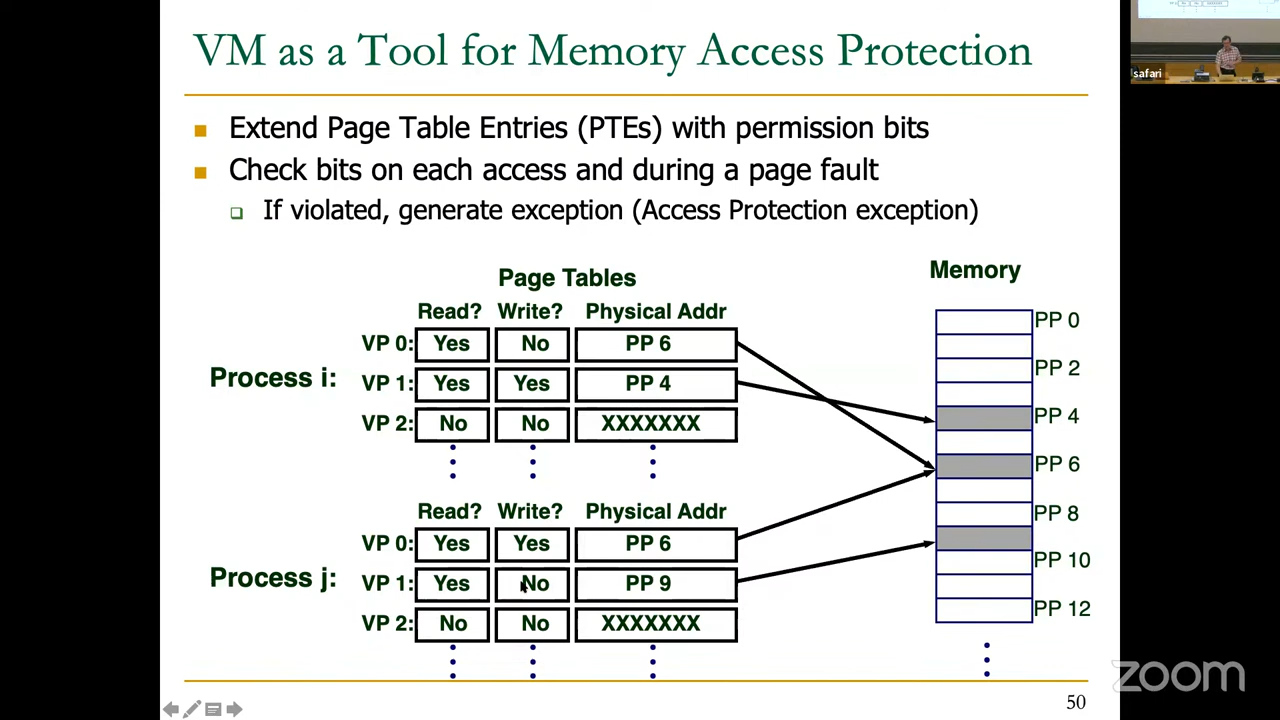 VM as a Tool for Memory Access Protection
safari
Extend Page Table Entries (PTEs) with permission bits
Check bits on each access and during a page fault
If violated, generate exception (Access Protection exception)
Page Tables
Memory
Read? Write? Physical Addr
VP 0: Yes No PP 6
Process i: VP 1: Yes Yes PP 4
VP 2: No No XXXXXXX
Read? Write? Physical Addr
VP 0: Yes Yes PP 6
Process j: VP 1: Yes No PP 9
VP 2: No No XXXXXXX
PP 0
PP 2
PP 4
PP 6
PP 8
PP 10
PP 12
zoom
50